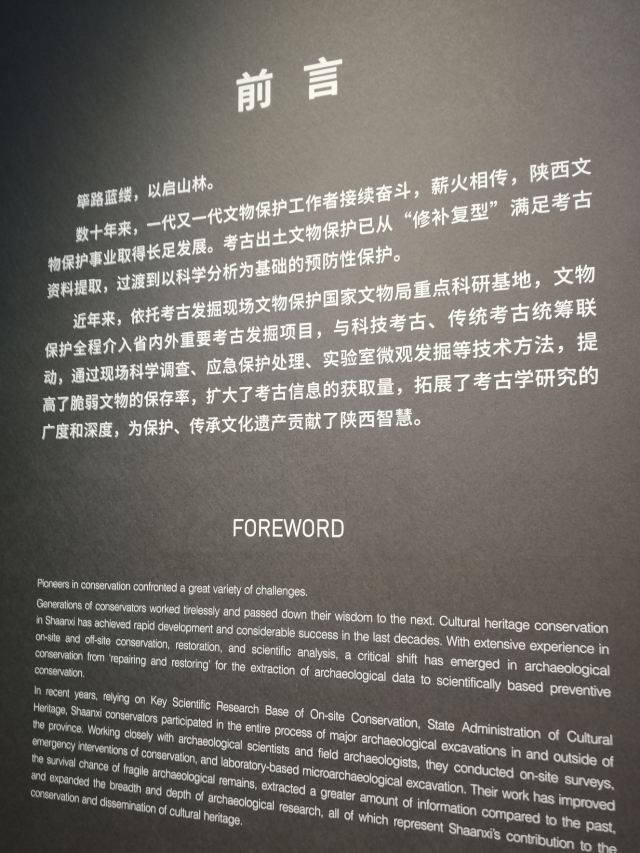 前言
筚路蓝缕，以启山林。
数十年来，一代又一代文物保护工作者接续奋斗，薪火相传，陕西文
物保护事业取得长足发展。考古出土文物保护已从“修补复型”满足考古
资料提取，过渡到以科学分析为基础的预防性保护。
近年来，依托考古发掘现场文物保护国家文物局重点科研基地，文物
保护全程介入省内外重要考古发掘项目，与科技考古、传统考古统筹联
动，通过现场科学调查、应急保护处理、实验室微观发掘等技术方法，提
高了脆弱文物的保存率，扩大了考古信息的获取量，拓展了考古学研究的
广度和深度，为保护、传承文化遗产贡献了陕西智慧。
FOREWORD
Pioneers in conservation confronted a great variety of challenges.
Generations of conservators worked tirelessly and passed down their wisdom to the next. Cultural heritage conservation
in Shaanxi has achieved rapid development and considerable success in the last decades. With extensive experience in
on-site and off-site conservation, restoration, and scientific analysis, a critical shift has emerged in archaeological
conservation from ‘repairing and restoring’ for the extraction of archaeological data to scientifically based preventive
conservation.
In recent years, relying on Key Scientific Research Base of On-site Conservation, State Administration of Cultural
Heritage, Shaanxi conservators participated in the entire process of major archaeological excavations in and outside of
the province. Working closely with archaeological scientists and field archaeologists, they conducted on-site surveys,
emergency interventions of conservation, and laboratory-based microarchaeological excavation. Their work has improved
the survival chance of fragile archaeological remains, extracted a greater amount of information compared to the past,
and expanded the breadth and depth of archaeological research, all of which represent Shaanxi's contribution to the
conservation and dissemination of cultural heritage.